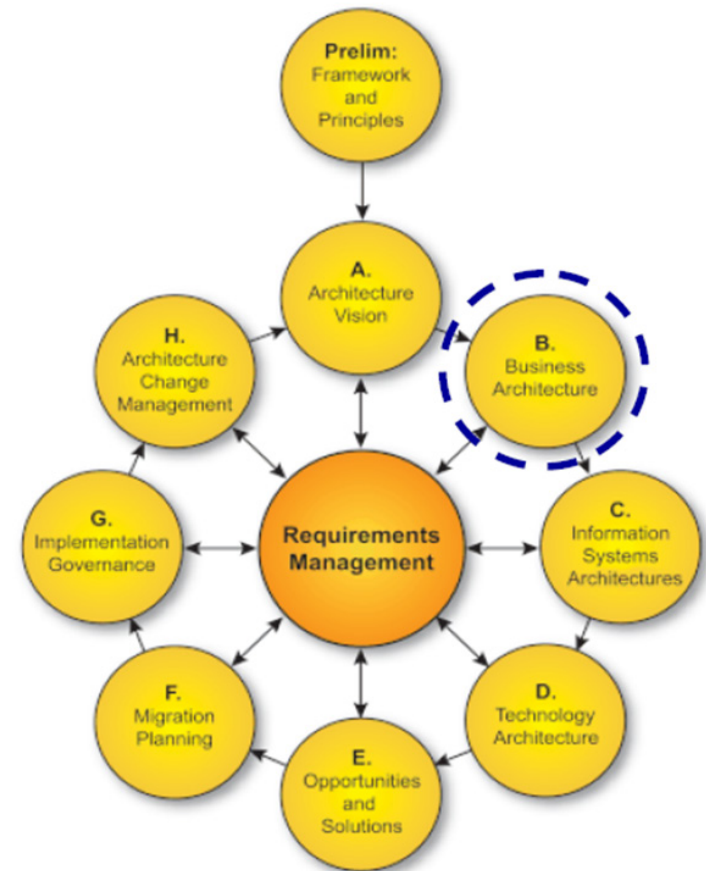 Prelim:
Framework
and
Principles
A.
Architecture
Vision
B.
Business
Architecture
C.
Information
Systems
Architectures
D.
Technology
Architecture
E.
Opportunities
and
Solutions
F.
Migration
Planning
G.
Implementation
Governance
H.
Architecture
Change
Management
Requirements
Management